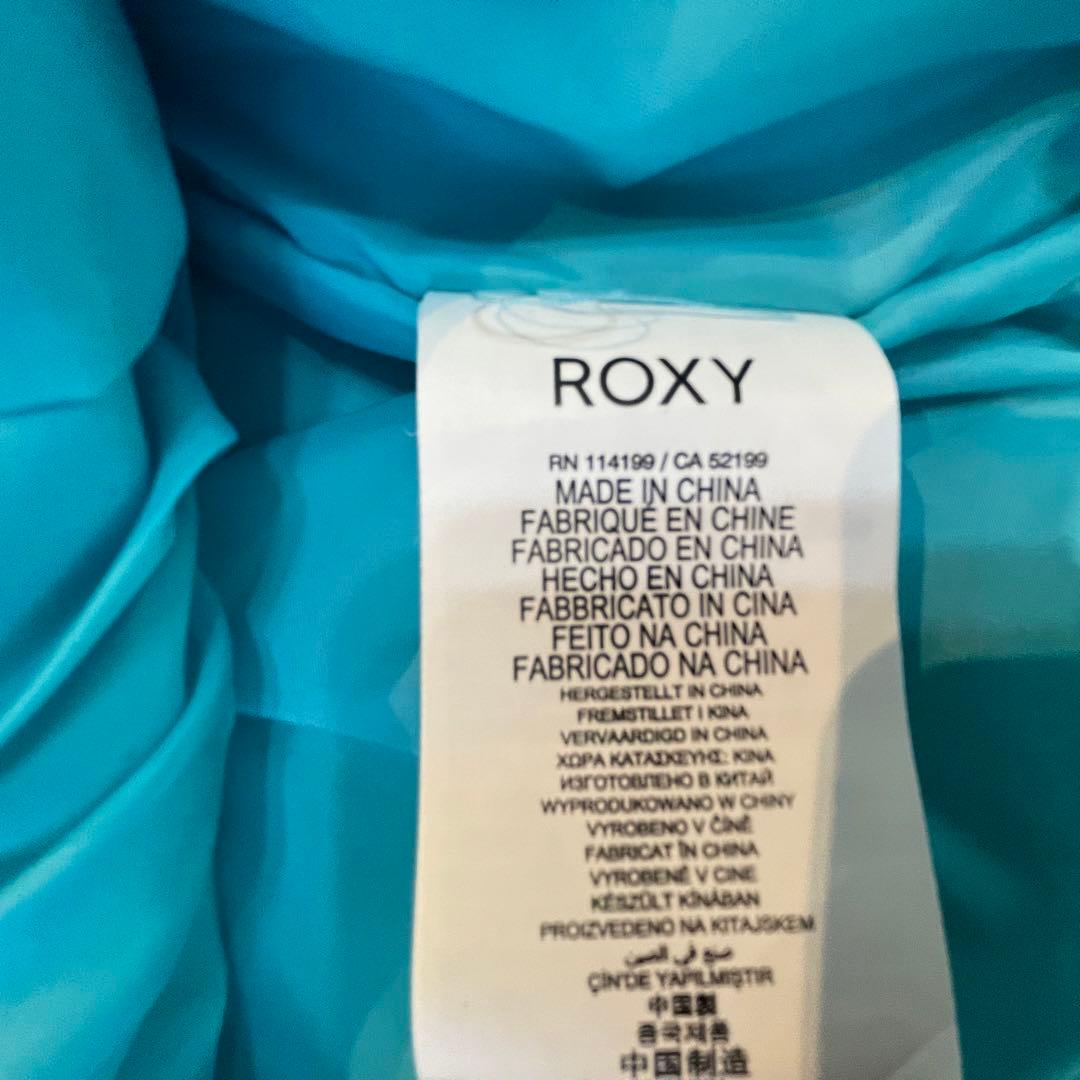 ROXY
RN 114199 / CA 52199
MADE IN CHINA
FABRIQUÉ EN CHINE
FABRICADO EN CHINA
HECHO EN CHINA
FABBRICATO IN CINA
FEITO NA CHINA
FABRICADO NA CHINA
HERGESTELLT IN CHINA
FREMSTILLET I KINA
VERVAARDIGD IN CHINA
ΧΩΡΑ ΚΑΤΑΣΚΕΥΗΣ: ΚΙΝΑ
ИЗГОТОВЛЕНО В КИТАЙ
WYPRODUKOWANO W CHINY
VYROBENO V ČÍNĚ
FABRICAT ÎN CHINA
VYROBENÉ V CINE
KÉSZÜLT KÍNÁBAN
PROIZVEDENO NA KITAJSKEM
صنع في الصين
ÇİN'DE YAPILMIŞTIR
中国製
중국제품
中国制造